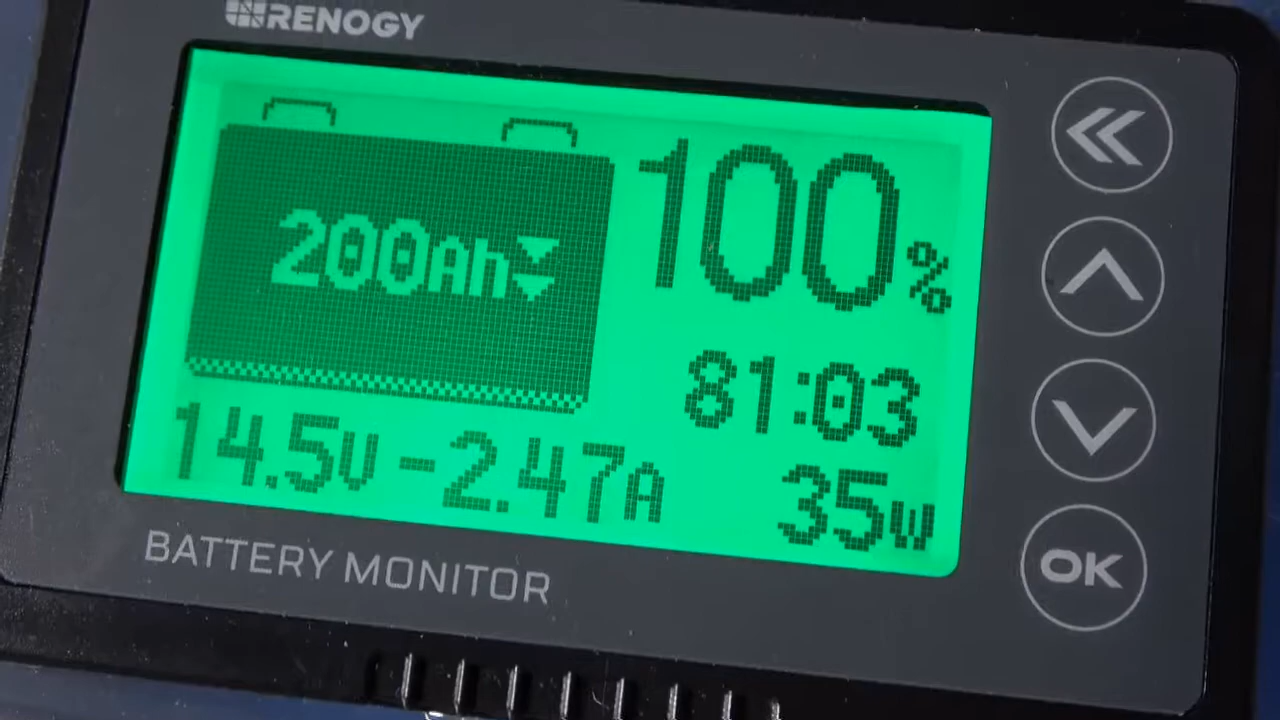 RENOGY
200Ah
100%
81:03
14.5V -2.47A 35W
BATTERY MONITOR
OK